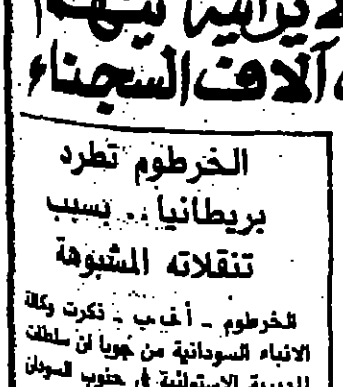 آلاف السجناء
الخرطوم تطرد
بريطانيا .. بسبب
تنقلاته المشبوهة
الخرطوم - أ.ف.ب - ذكرت وكالة
الانباء السودانية من جوبا ان سلطات
المديرية الاستوائية في جنوب السودان